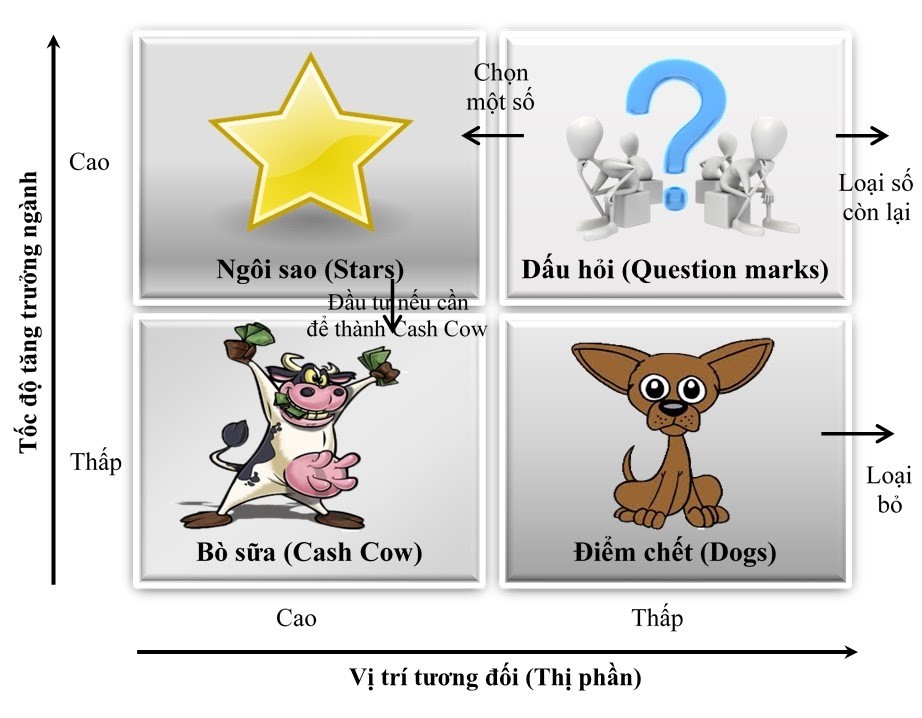 Tốc độ tăng trưởng ngành
Cao
Thấp
Chọn
một số
Loại số
còn lại
Ngôi sao (Stars)
Dấu hỏi (Question marks)
Đầu tư nếu cần
để thành Cash Cow
Loại
bỏ
Bò sữa (Cash Cow)
Điểm chết (Dogs)
Cao
Thấp
Vị trí tương đối (Thị phần)